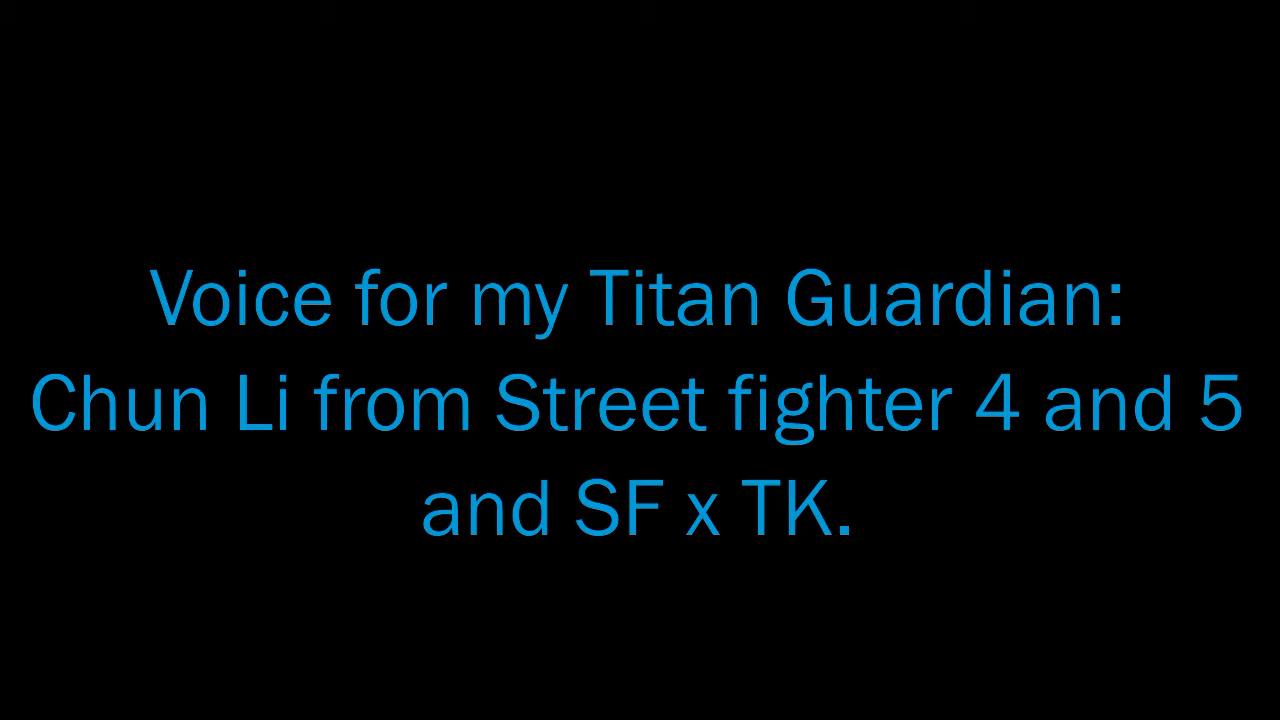 Voice for my Titan Guardian:
Chun Li from Street fighter 4 and 5
and SF x TK.